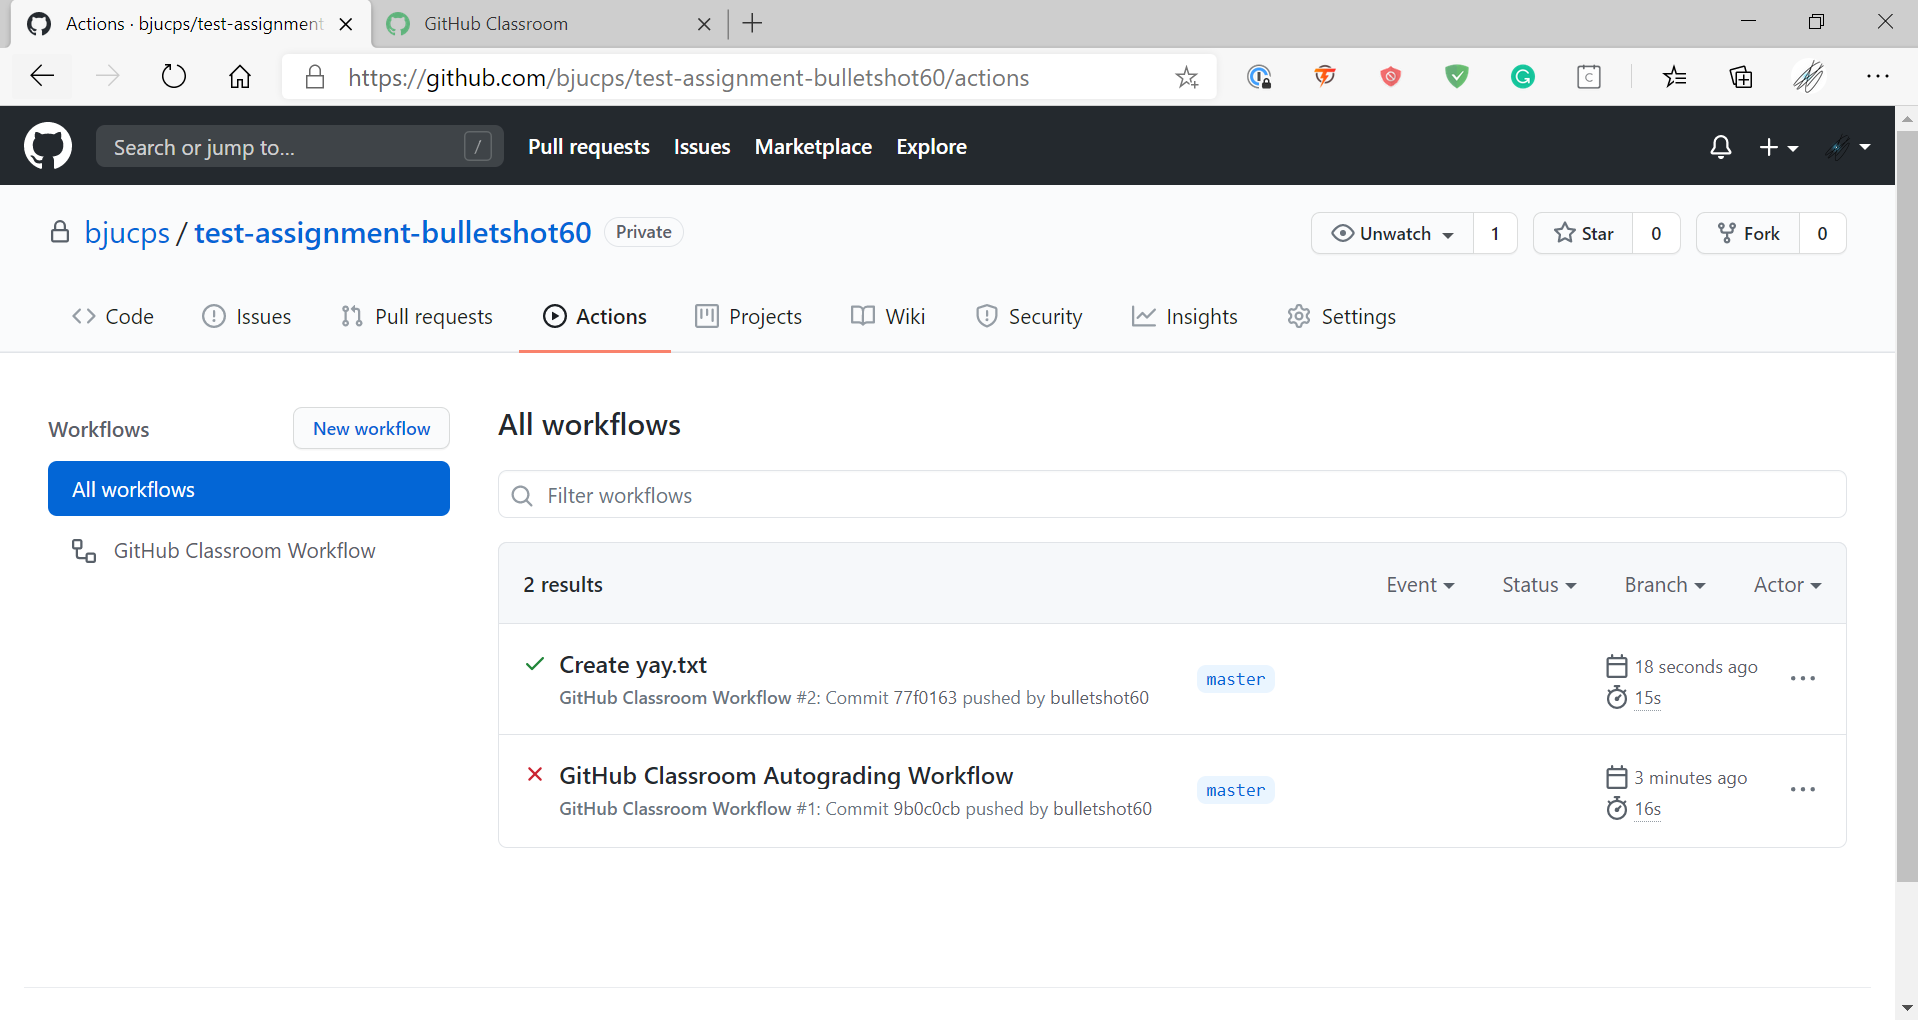 Actions · bjucps/test-assignment
GitHub Classroom
https://github.com/bjucps/test-assignment-bulletshot60/actions
Search or jump to... /
Pull requests Issues Marketplace Explore
bjucps / test-assignment-bulletshot60 Private
Unwatch 1 Star 0 Fork 0
Code Issues Pull requests Actions Projects Wiki Security Insights Settings
Workflows
New workflow
All workflows
GitHub Classroom Workflow
All workflows
Filter workflows
2 results
Event Status Branch Actor
Create yay.txt
GitHub Classroom Workflow #2: Commit 77f0163 pushed by bulletshot60
master
18 seconds ago
15s
GitHub Classroom Autograding Workflow
GitHub Classroom Workflow #1: Commit 9b0c0cb pushed by bulletshot60
master
3 minutes ago
16s